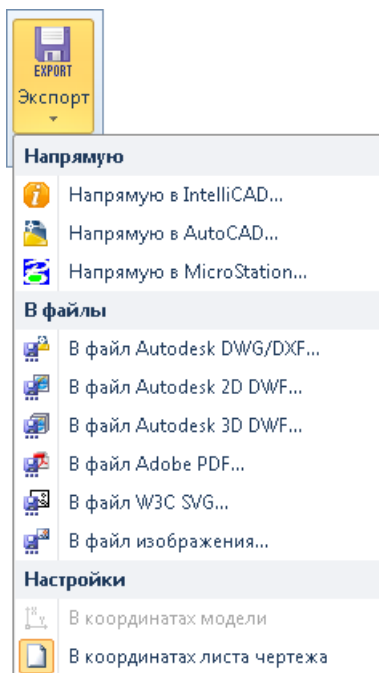 EXPORT
Экспорт
Напрямую
Напрямую в IntelliCAD...
Напрямую в AutoCAD...
Напрямую в MicroStation...
В файлы
В файл Autodesk DWG/DXF...
В файл Autodesk 2D DWF...
В файл Autodesk 3D DWF...
В файл Adobe PDF...
В файл W3C SVG...
В файл изображения...
Настройки
В координатах модели
В координатах листа чертежа